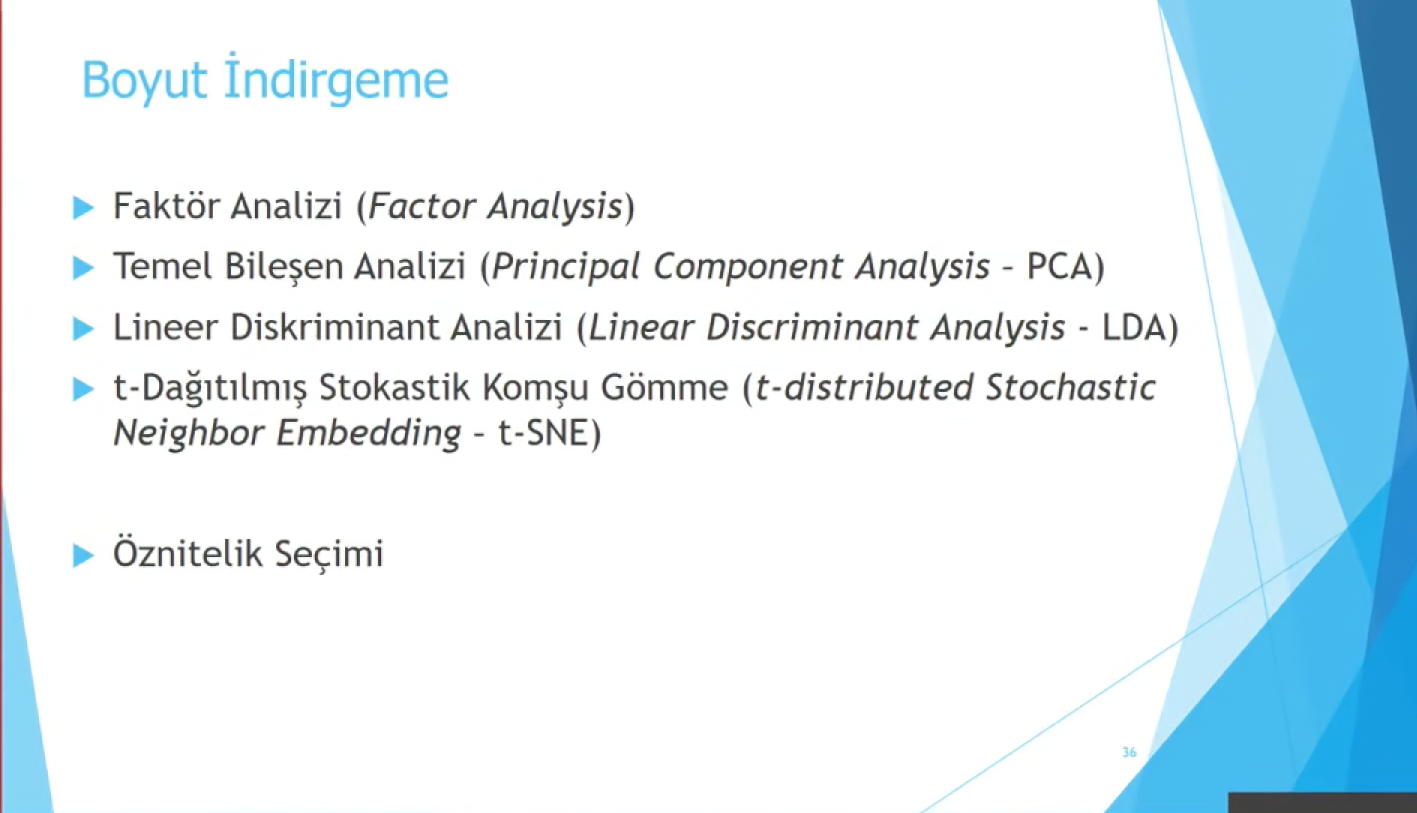 Boyut İndirgeme
Faktör Analizi (Factor Analysis)
Temel Bileşen Analizi (Principal Component Analysis – PCA)
Lineer Diskriminant Analizi (Linear Discriminant Analysis - LDA)
t-Dağıtılmış Stokastik Komşu Gömme (t-distributed Stochastic
Neighbor Embedding – t-SNE)
Öznitelik Seçimi
36